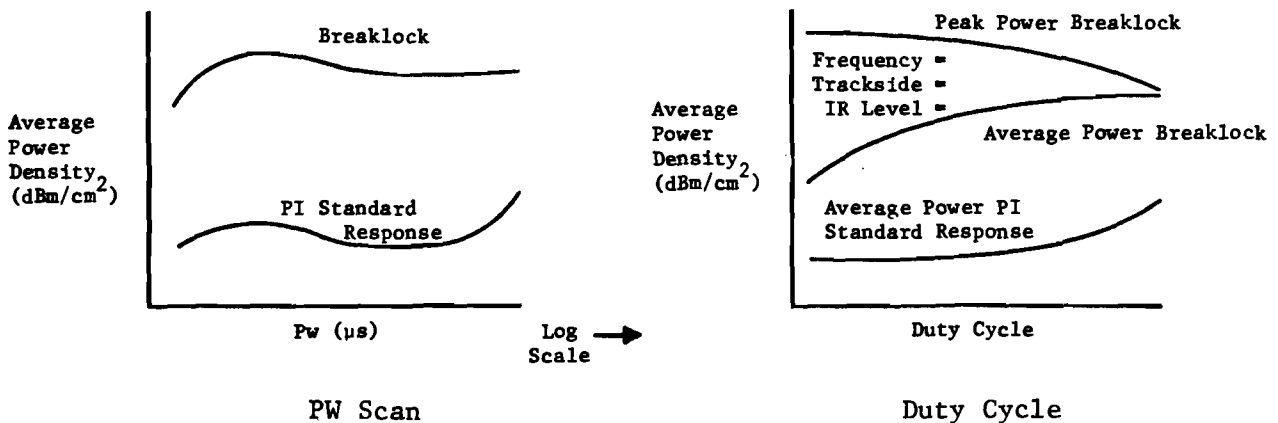 Breaklock
Average
Power
Density
(dBm/cm²)
PI Standard
Response
Pw (μs)
Log
Scale
PW Scan
Peak Power Breaklock
Frequency =
Trackside =
IR Level =
Average
Power
Density
(dBm/cm²)
Average Power Breaklock
Average Power PI
Standard Response
Duty Cycle
Duty Cycle